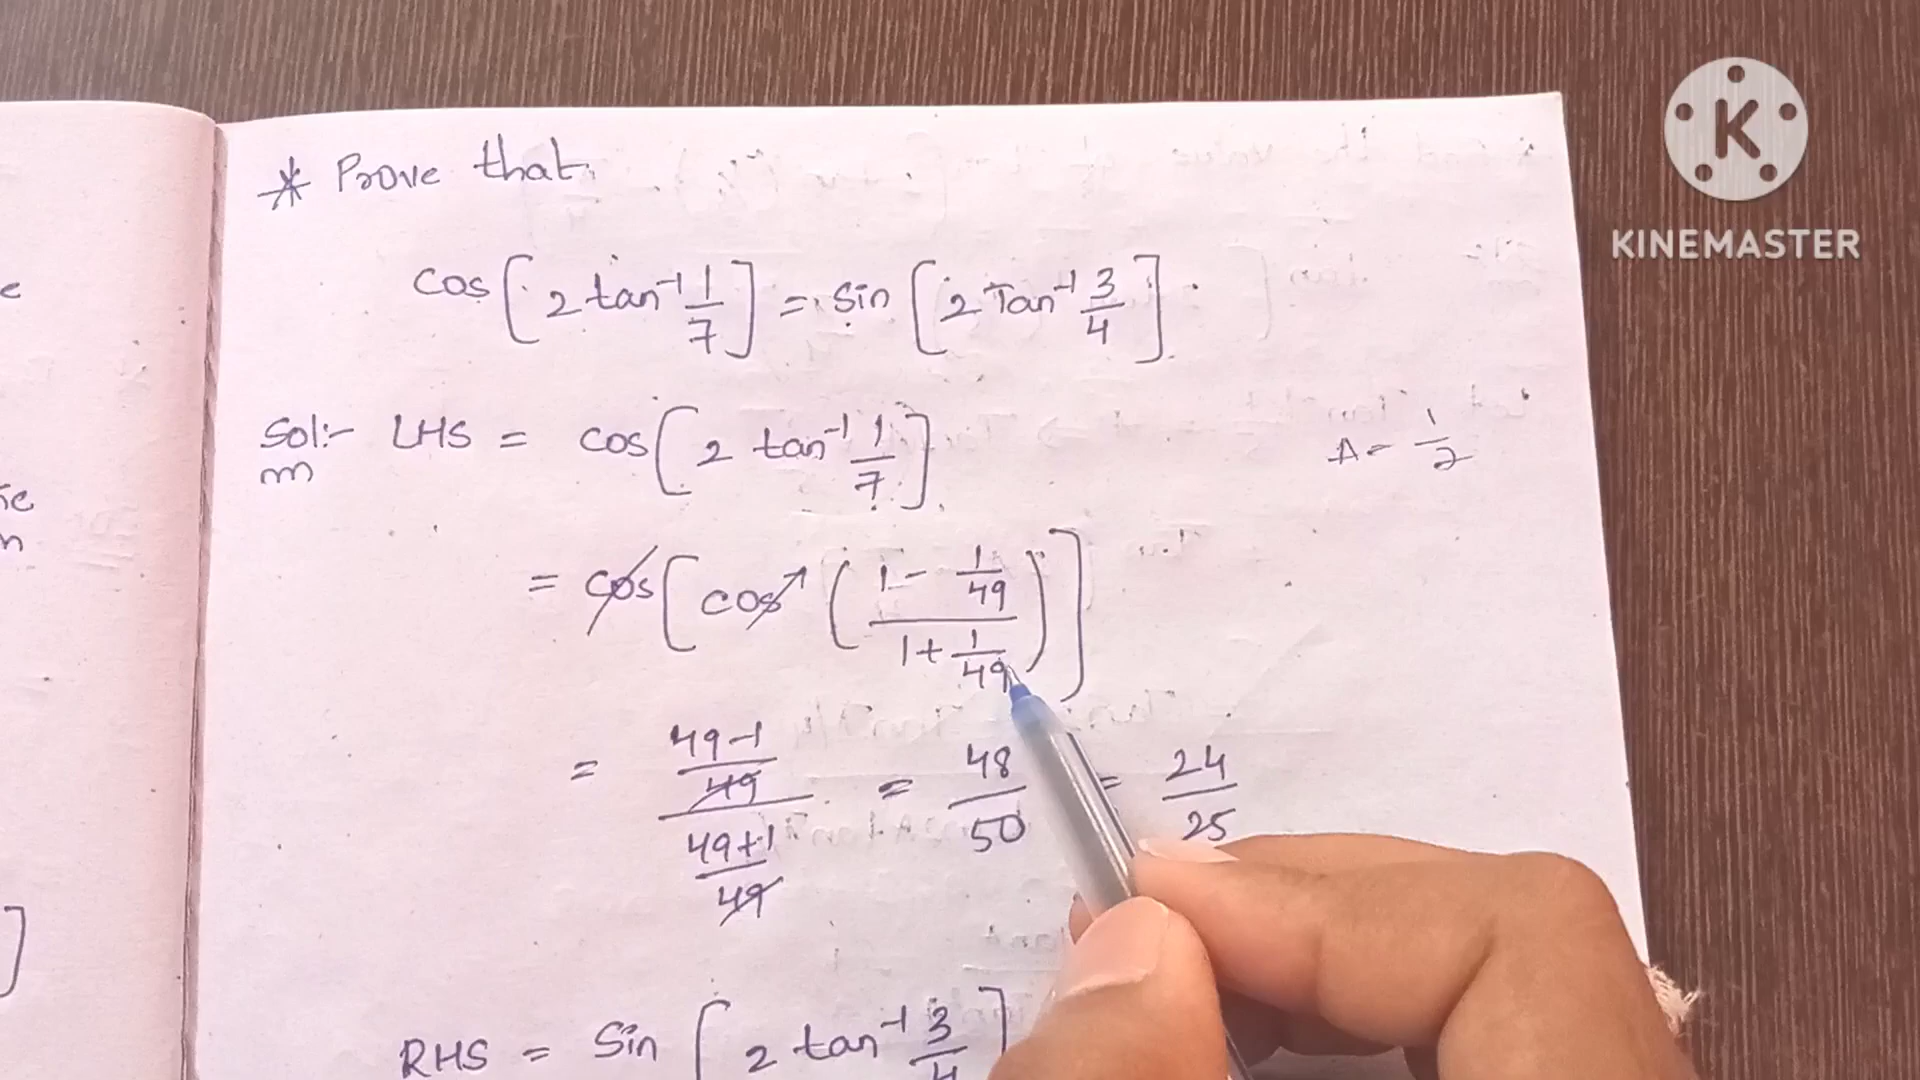 * Prove that
cos[2 tan⁻¹ 1/7] = sin[2 Tan⁻¹ 3/4].
Sol:- LHS = cos[2 tan⁻¹ 1/7]
A = 1/7
= cos[cos⁻¹((1 - 1/49)/(1 + 1/49))]
= ((49-1)/49)/((49+1)/49) = 48/50 = 24/25
RHS = Sin[2 tan⁻¹ 3/4]
K
KINEMASTER